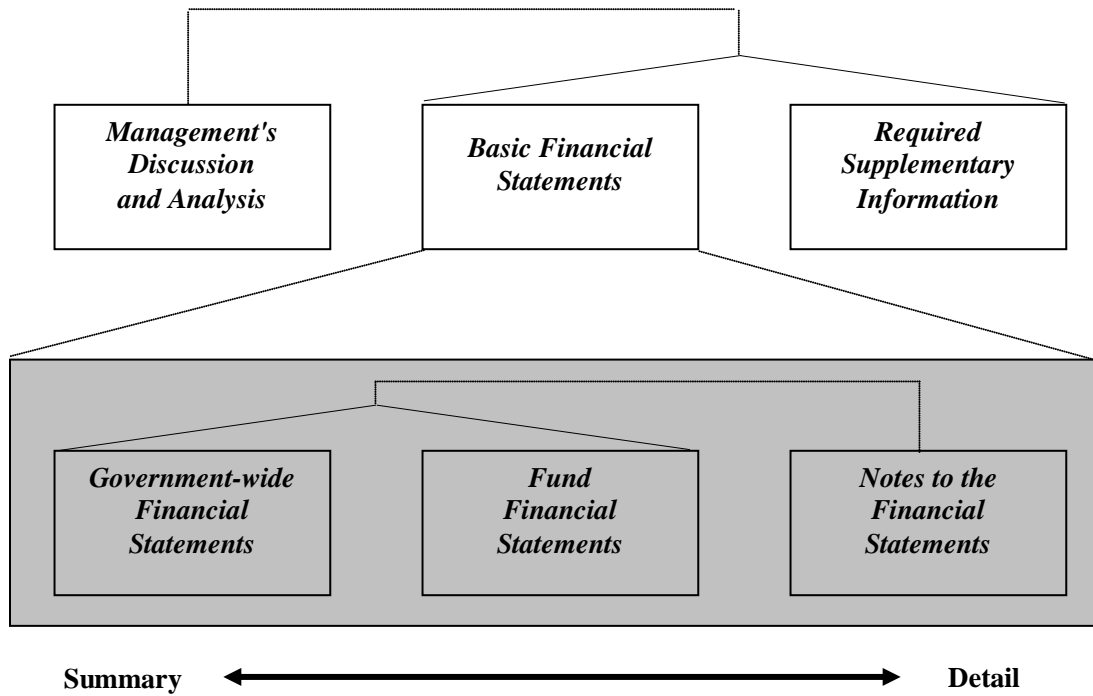 Management's
Discussion
and Analysis
Basic Financial
Statements
Required
Supplementary
Information
Government-wide
Financial
Statements
Fund
Financial
Statements
Notes to the
Financial
Statements
Summary
Detail